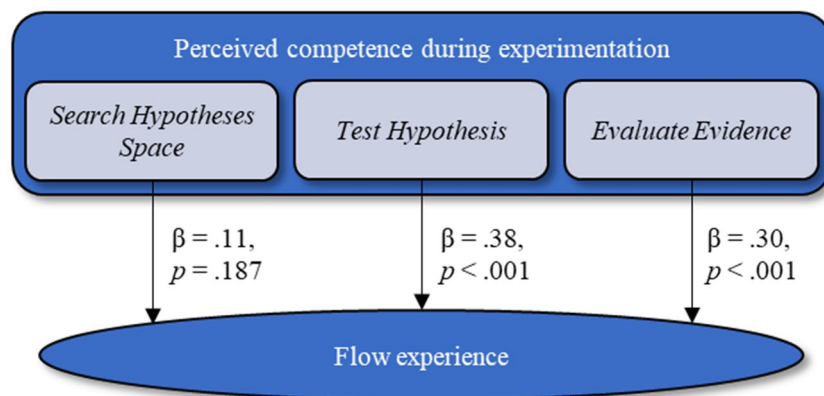 Perceived competence during experimentation
Search Hypotheses
Space
Test Hypothesis
Evaluate Evidence
β = .11,
p = .187
β = .38,
p < .001
β = .30,
p < .001
Flow experience